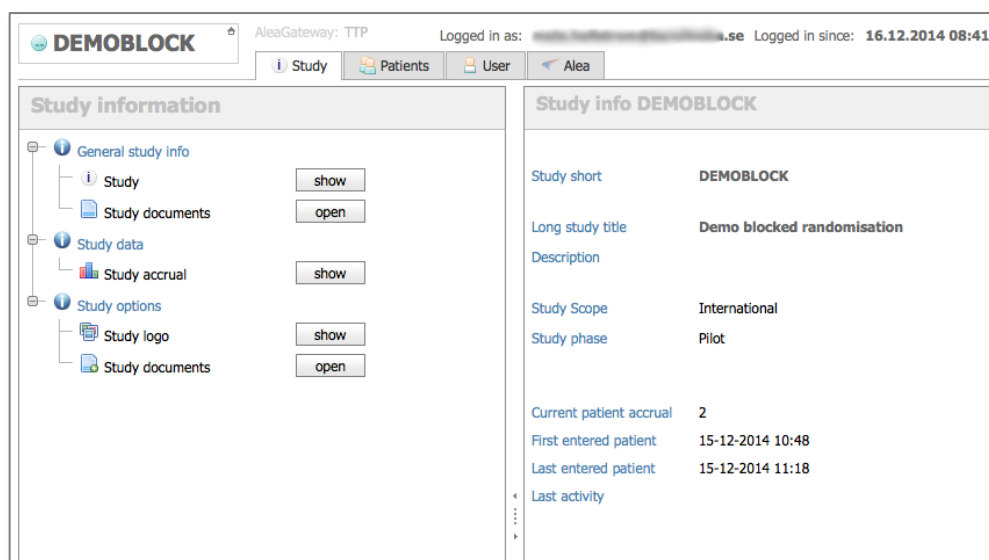 DEMOBLOCK
AleaGateway: TTP
Logged in as: .se Logged in since: 16.12.2014 08:41
Study Patients User Alea
Study information
General study info
Study show
Study documents open
Study data
Study accrual show
Study options
Study logo show
Study documents open
Study info DEMOBLOCK
Study short DEMOBLOCK
Long study title Demo blocked randomisation
Description
Study Scope International
Study phase Pilot
Current patient accrual 2
First entered patient 15-12-2014 10:48
Last entered patient 15-12-2014 11:18
Last activity